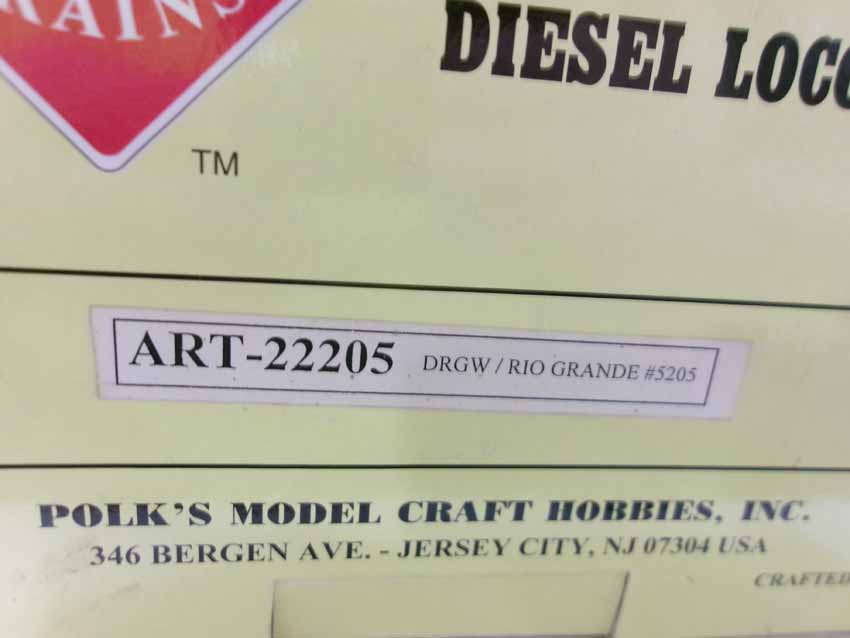 TM
DIESEL
ART-22205 DRGW / RIO GRANDE #5205
POLK'S MODEL CRAFT HOBBIES, INC.
346 BERGEN AVE. - JERSEY CITY, NJ 07304 USA
CRAFTED